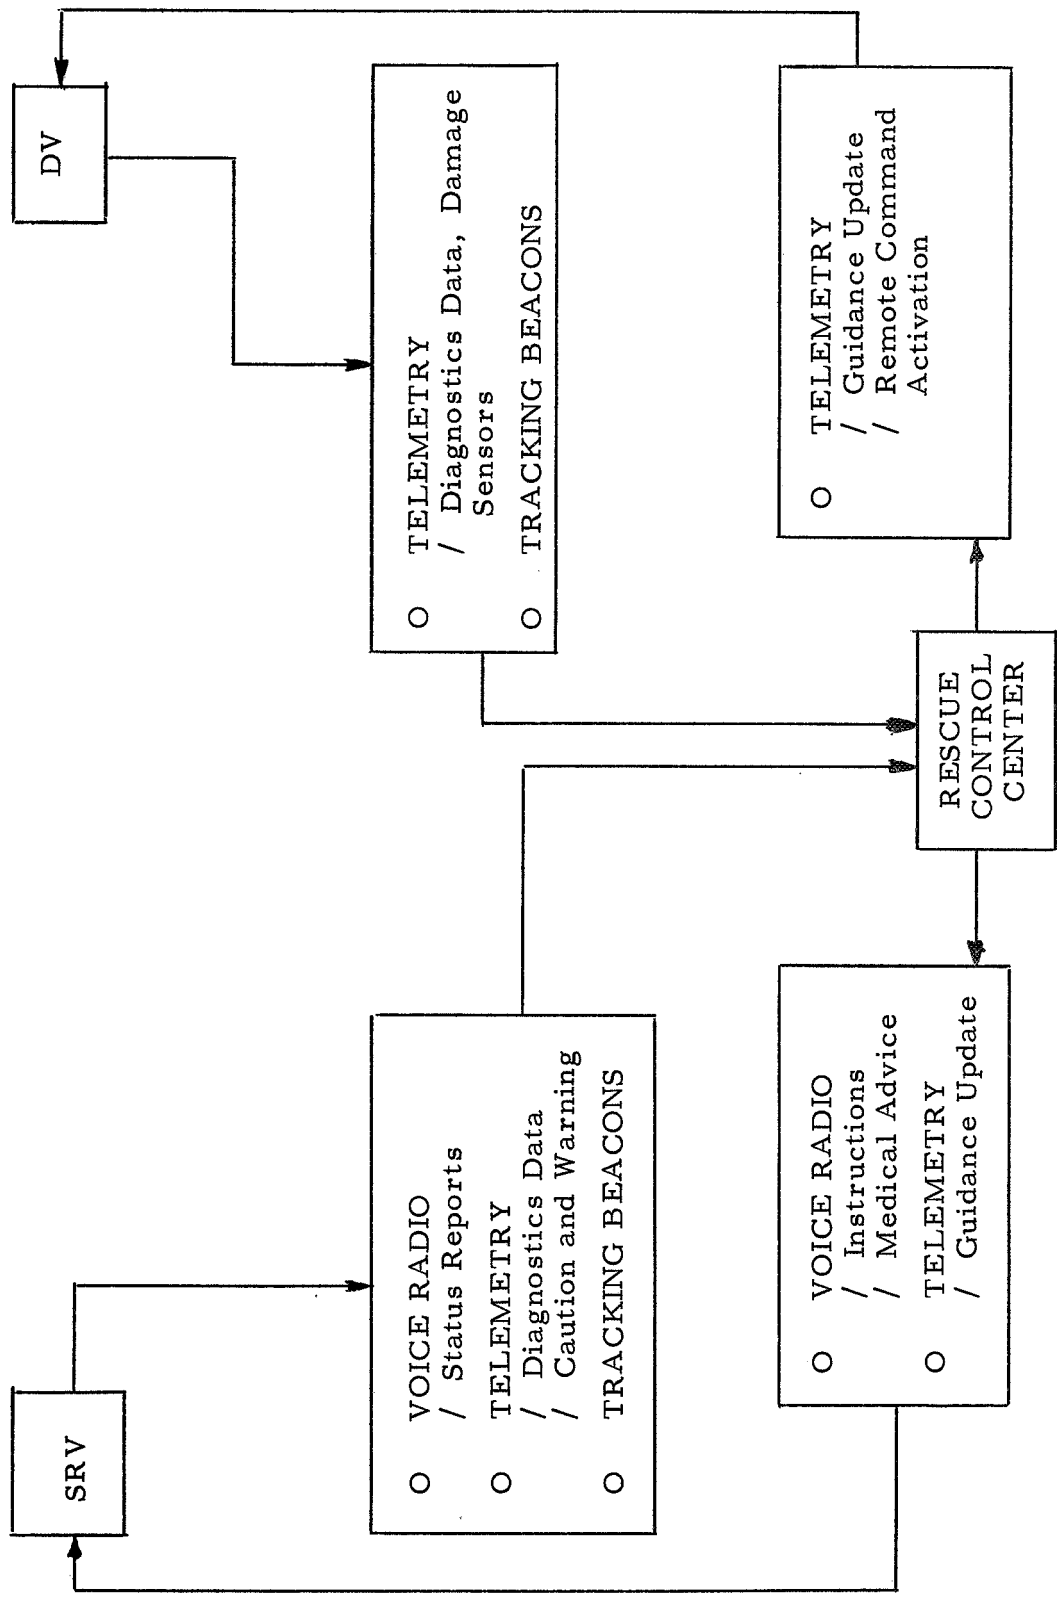 SRV
DV
○ VOICE RADIO
/ Status Reports
○ TELEMETRY
/ Diagnostics Data
/ Caution and Warning
○ TRACKING BEACONS
○ TELEMETRY
/ Diagnostics Data, Damage
Sensors
○ TRACKING BEACONS
○ VOICE RADIO
/ Instructions
/ Medical Advice
○ TELEMETRY
/ Guidance Update
RESCUE
CONTROL
CENTER
○ TELEMETRY
/ Guidance Update
/ Remote Command
Activation